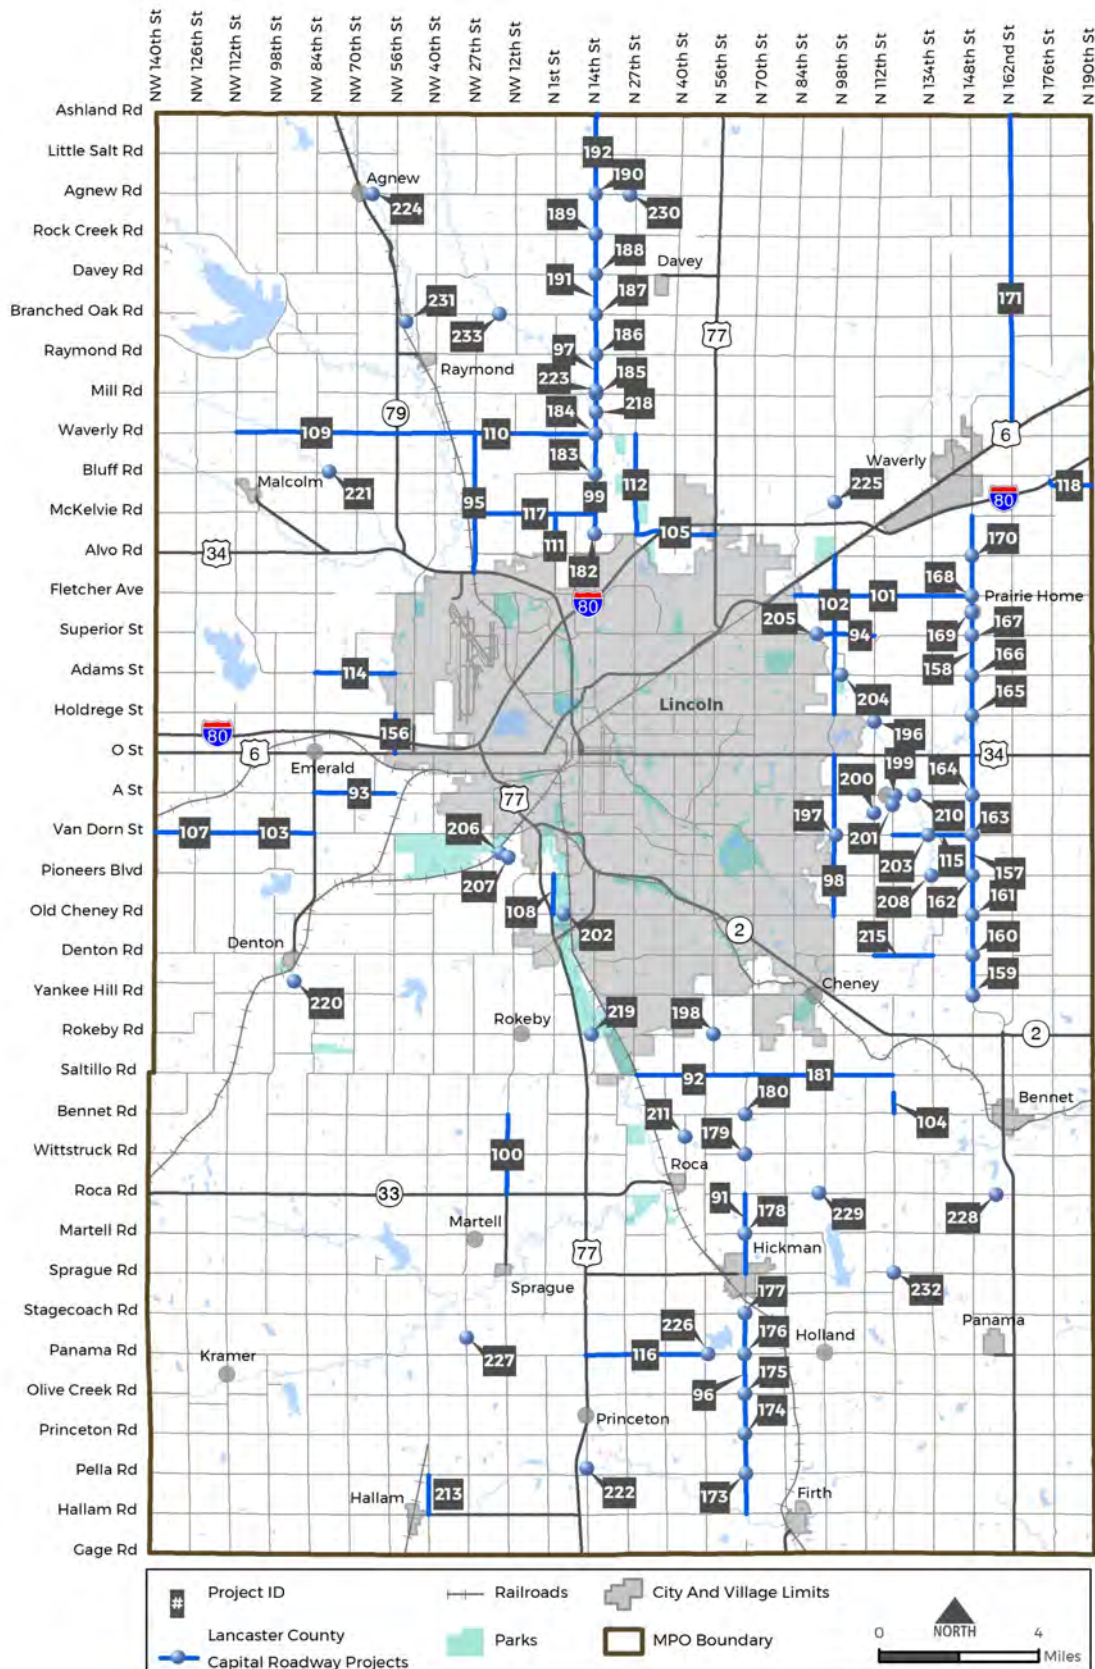 NW 140th St
NW 126th St
NW 112th St
NW 98th St
NW 84th St
NW 70th St
NW 56th St
NW 40th St
NW 27th St
NW 12th St
N 1st St
N 14th St
N 27th St
N 40th St
N 56th St
N 70th St
N 84th St
N 98th St
N 112th St
N 134th St
N 148th St
N 162nd St
N 176th St
N 190th St
Ashland Rd
Little Salt Rd
192
Agnew Rd
Agnew
190
224
230
Rock Creek Rd
189
188
Davey Rd
Davey
191
187
171
Branched Oak Rd
231
233
77
186
Raymond Rd
97
Raymond
223
185
Mill Rd
218
79
184
Waverly Rd
109
110
6
Waverly
183
Bluff Rd
Malcolm
221
95
99
112
225
80
118
McKelvie Rd
117
105
Alvo Rd
34
111
182
170
168
Fletcher Ave
80
102
101
Prairie Home
205
167
Superior St
94
169
158
166
Adams St
114
204
165
Holdrege St
Lincoln
80
156
196
O St
6
34
Emerald
199
200
164
A St
93
77
Van Dorn St
107
103
206
197
201
210
163
203
115
157
Pioneers Blvd
207
98
208
162
161
Old Cheney Rd
108
202
2
215
160
Denton Rd
Denton
159
Yankee Hill Rd
220
Cheney
219
198
Rokeby Rd
Rokeby
2
Saltillo Rd
92
181
180
Bennet
Bennet Rd
211
104
179
Wittstruck Rd
100
Roca
Roca Rd
33
91
178
229
228
Martell Rd
Martell
77
Hickman
Sprague Rd
Sprague
177
232
Stagecoach Rd
226
176
Panama
Panama Rd
Kramer
227
116
Holland
175
Olive Creek Rd
96
174
Princeton
Princeton Rd
Pella Rd
213
222
173
Hallam
Firth
Hallam Rd
Gage Rd
# Project ID
Railroads
City And Village Limits
Lancaster County
Capital Roadway Projects
Parks
MPO Boundary
NORTH
0 4
Miles